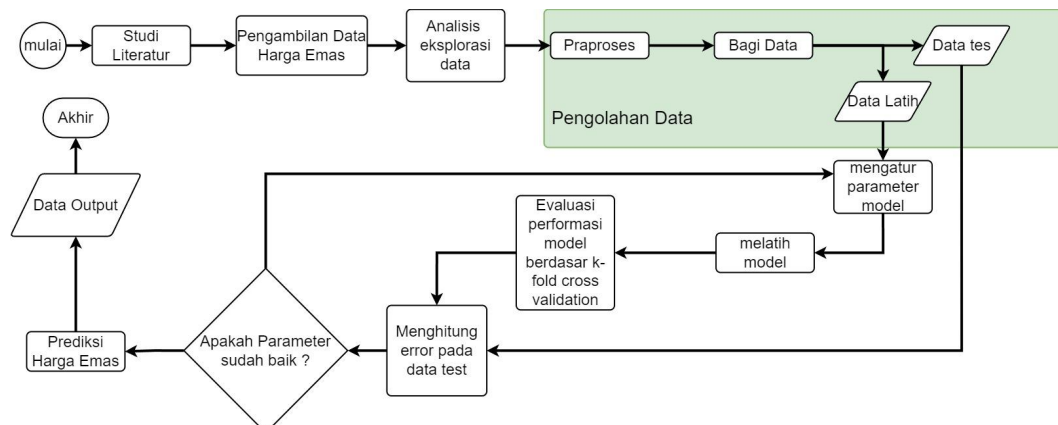 mulai
Studi
Literatur
Pengambilan Data
Harga Emas
Analisis
eksplorasi
data
Praproses
Bagi Data
Data tes
Data Latih
Pengolahan Data
mengatur
parameter
model
melatih
model
Evaluasi
performasi
model
berdasar k-
fold cross
validation
Menghitung
error pada
data test
Apakah Parameter
sudah baik ?
Prediksi
Harga Emas
Data Output
Akhir